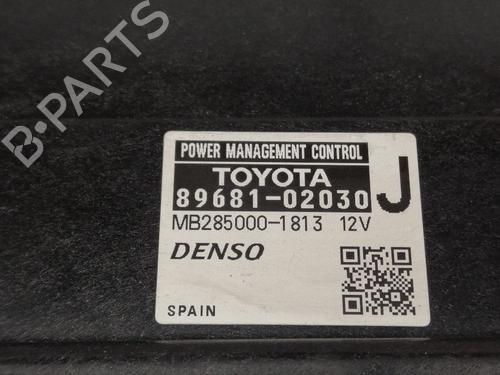 B-PARTS
POWER MANAGEMENT CONTROL
TOYOTA
J
89681-02030
MB285000-1813 12V
DENSO
SPAIN